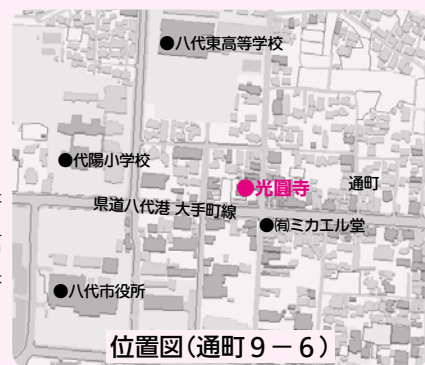 ●八代東高等学校
●代陽小学校
●光圓寺
通町
県道八代港 大手町線
●㈲ミカエル堂
●八代市役所
位置図(通町9－6)